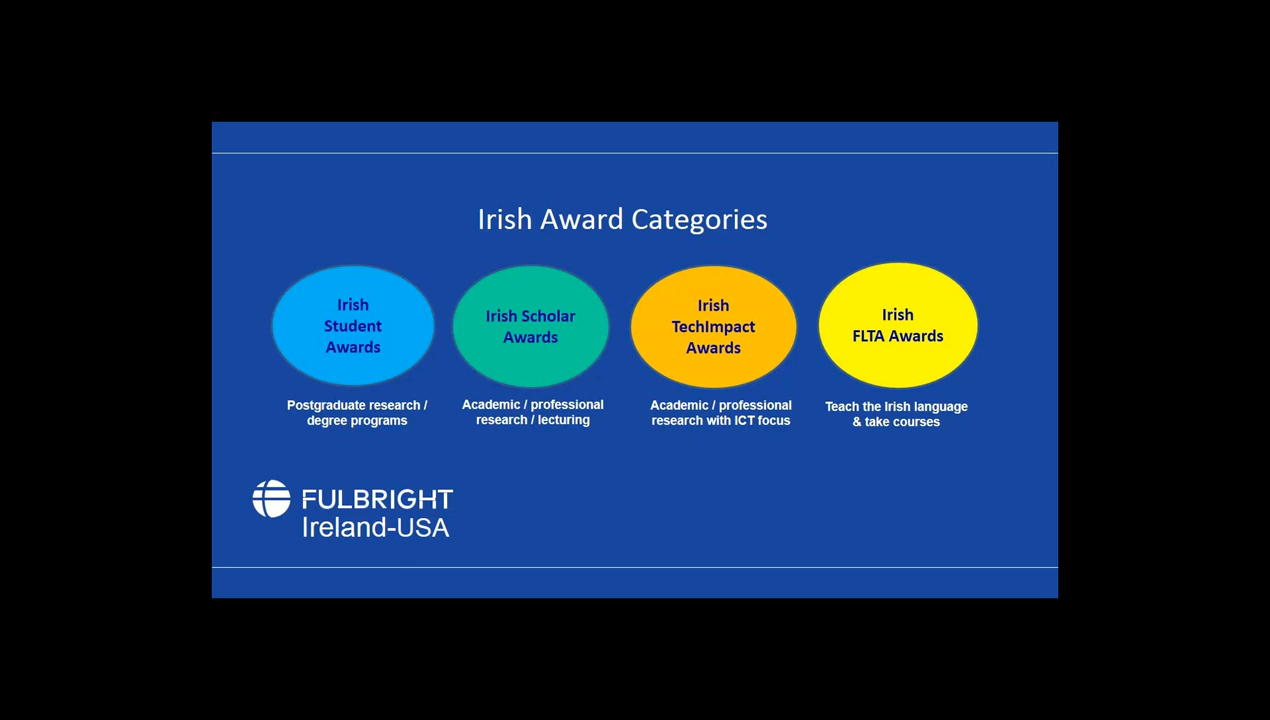 Irish Award Categories
Irish
Student
Awards
Irish Scholar
Awards
Irish
TechImpact
Awards
Irish
FLTA Awards
Postgraduate research /
degree programs
Academic / professional
research / lecturing
Academic / professional
research with ICT focus
Teach the Irish language
& take courses
FULBRIGHT
Ireland-USA